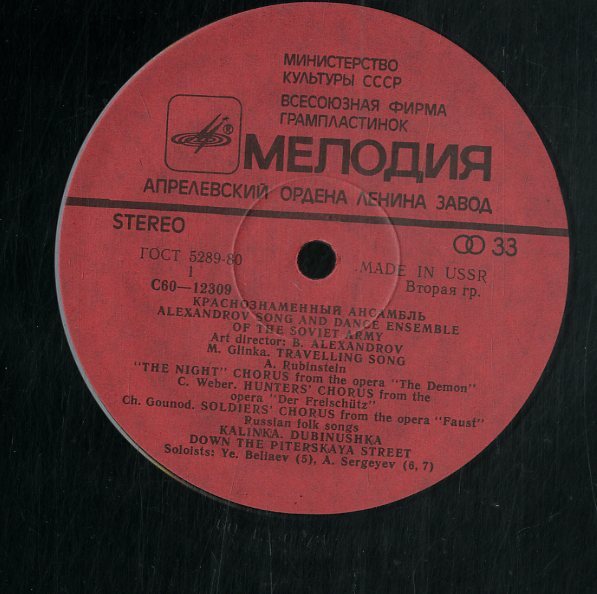 МИНИСТЕРСТВО
КУЛЬТУРЫ СССР
ВСЕСОЮЗНАЯ ФИРМА
ГРАМПЛАСТИНОК
®
МЕЛОДИЯ
АПРЕЛЕВСКИЙ ОРДЕНА ЛЕНИНА ЗАВОД
STEREO
33
ГОСТ 5289-80
MADE IN USSR
1
Вторая гр.
С60—12309
КРАСНОЗНАМЕННЫЙ АНСАМБЛЬ
ALEXANDROV SONG AND DANCE ENSEMBLE
OF THE SOVIET ARMY
Art director: B. ALEXANDROV
M. Glinka. TRAVELLING SONG
A. Rubinstein
"THE NIGHT" CHORUS from the opera "The Demon"
C. Weber. HUNTERS' CHORUS from the
opera "Der Freischütz"
Ch. Gounod. SOLDIERS' CHORUS from the opera "Faust"
Russian folk songs
KALINKA. DUBINUSHKA
DOWN THE PITERSKAYA STREET
Soloists: Ye. Beliaev (5), A. Sergeyev (6, 7)